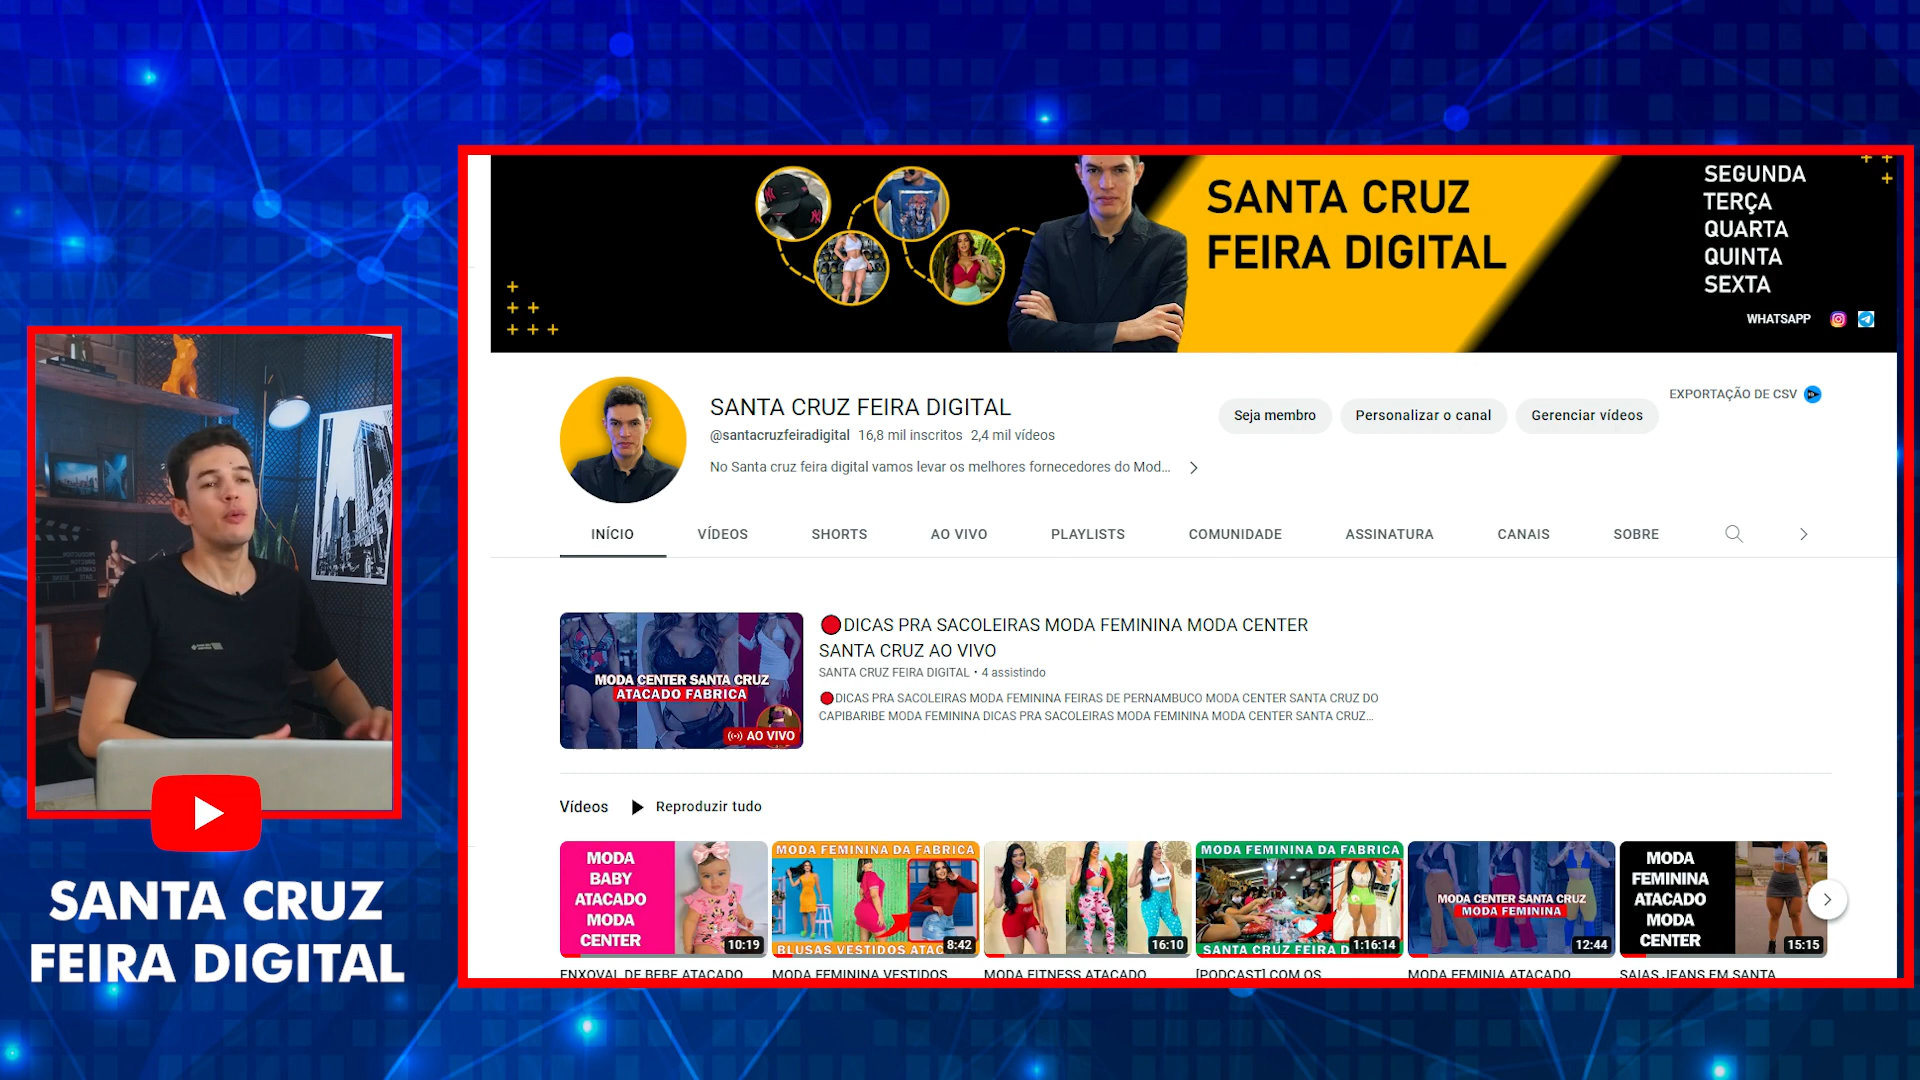 SANTA CRUZ
FEIRA DIGITAL
SEGUNDA
TERÇA
QUARTA
QUINTA
SEXTA
WHATSAPP
SANTA CRUZ FEIRA DIGITAL
@santacruzfeiradigital 16,8 mil inscritos 2,4 mil vídeos
No Santa cruz feira digital vamos levar os melhores fornecedores do Mod...
Seja membro
Personalizar o canal
Gerenciar vídeos
EXPORTAÇÃO DE CSV
INÍCIO
VÍDEOS
SHORTS
AO VIVO
PLAYLISTS
COMUNIDADE
ASSINATURA
CANAIS
SOBRE
MODA CENTER SANTA CRUZ
ATACADO FABRICA
AO VIVO
DICAS PRA SACOLEIRAS MODA FEMININA MODA CENTER
SANTA CRUZ AO VIVO
SANTA CRUZ FEIRA DIGITAL • 4 assistindo
DICAS PRA SACOLEIRAS MODA FEMININA FEIRAS DE PERNAMBUCO MODA CENTER SANTA CRUZ DO
CAPIBARIBE MODA FEMININA DICAS PRA SACOLEIRAS MODA FEMININA MODA CENTER SANTA CRUZ...
Vídeos
Reproduzir tudo
MODA
BABY
ATACADO
MODA
CENTER
10:19
ENXOVAL DE BEBE ATACADO
MODA FEMININA DA FABRICA
BLUSAS VESTIDOS ATAC
8:42
MODA FEMININA VESTIDOS
16:10
MODA FITNESS ATACADO
MODA FEMININA DA FABRICA
SANTA CRUZ FEIRA D
1:16:14
[PODCAST] COM OS
MODA CENTER SANTA CRUZ
MODA FEMININA
12:44
MODA FEMINIA ATACADO
MODA
FEMININA
ATACADO
MODA
CENTER
15:15
SAIAS JEANS EM SANTA
SANTA CRUZ
FEIRA DIGITAL